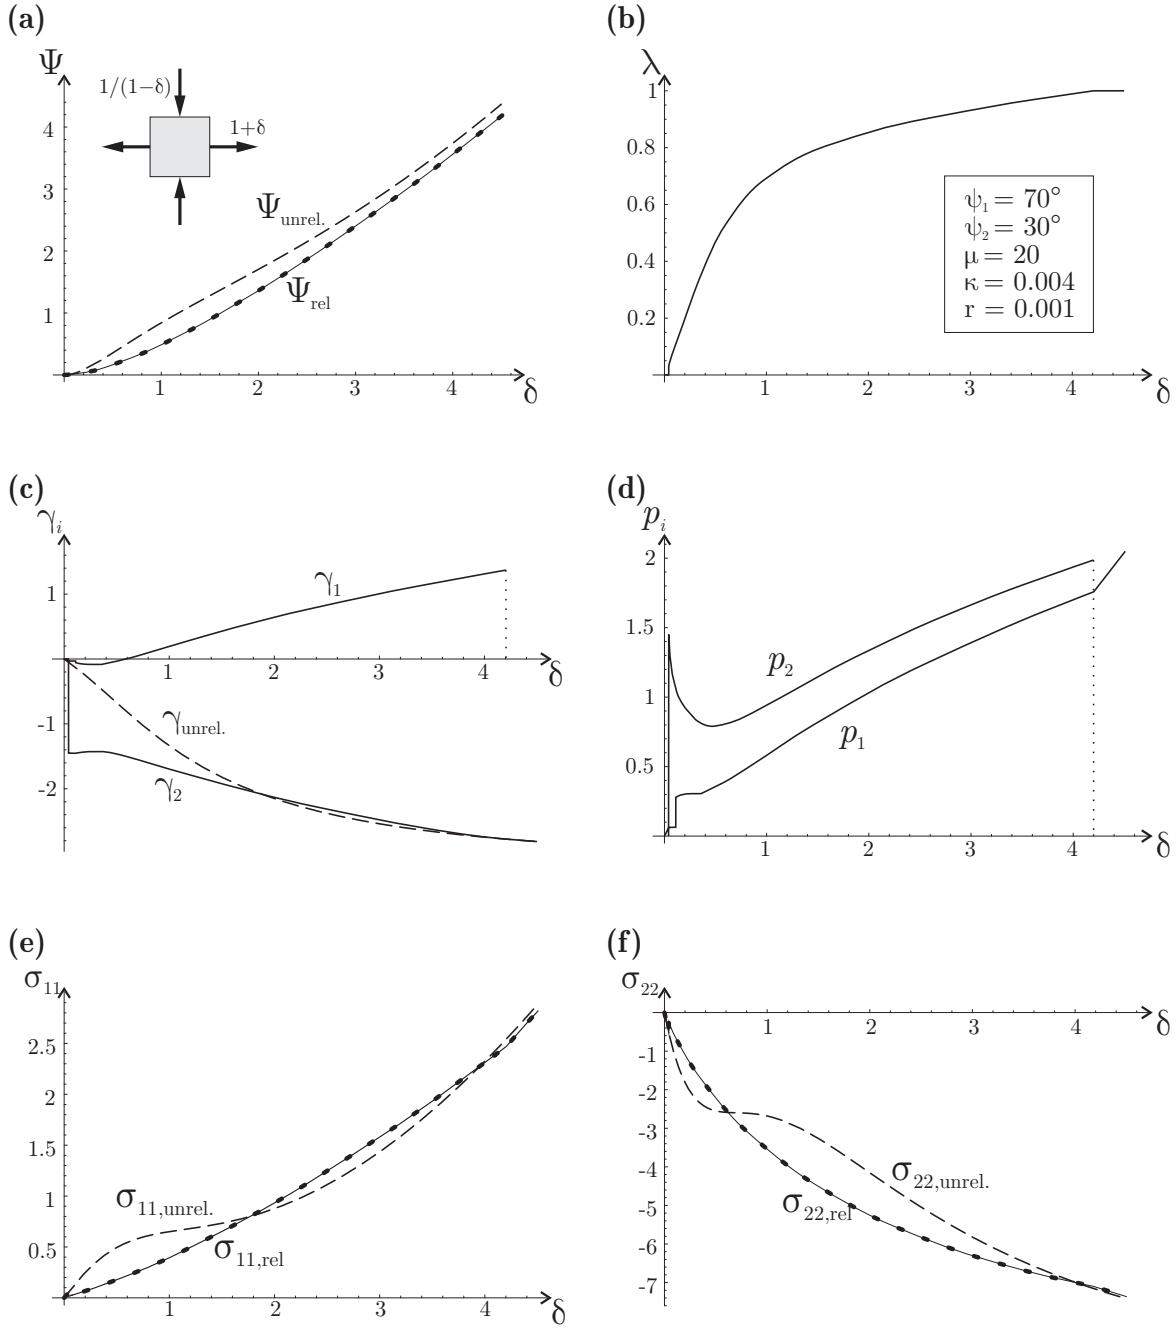 (a)
Ψ
1/(1−δ)
1+δ
Ψunrel.
Ψrel
4
3
2
1
1 2 3 4
δ
(b)
λ
1
0.8
0.6
0.4
0.2
ψ₁ = 70°
ψ₂ = 30°
μ = 20
κ = 0.004
r = 0.001
1 2 3 4
δ
(c)
γi
1
-1
-2
γ₁
γunrel.
γ₂
1 2 3 4
δ
(d)
pi
2
1.5
1
0.5
p₂
p₁
1 2 3 4
δ
(e)
σ11
2.5
2
1.5
1
0.5
σ11,unrel.
σ11,rel
1 2 3 4
δ
(f)
σ22
1 2 3 4
δ
-1
-2
-3
-4
-5
-6
-7
σ22,unrel.
σ22,rel